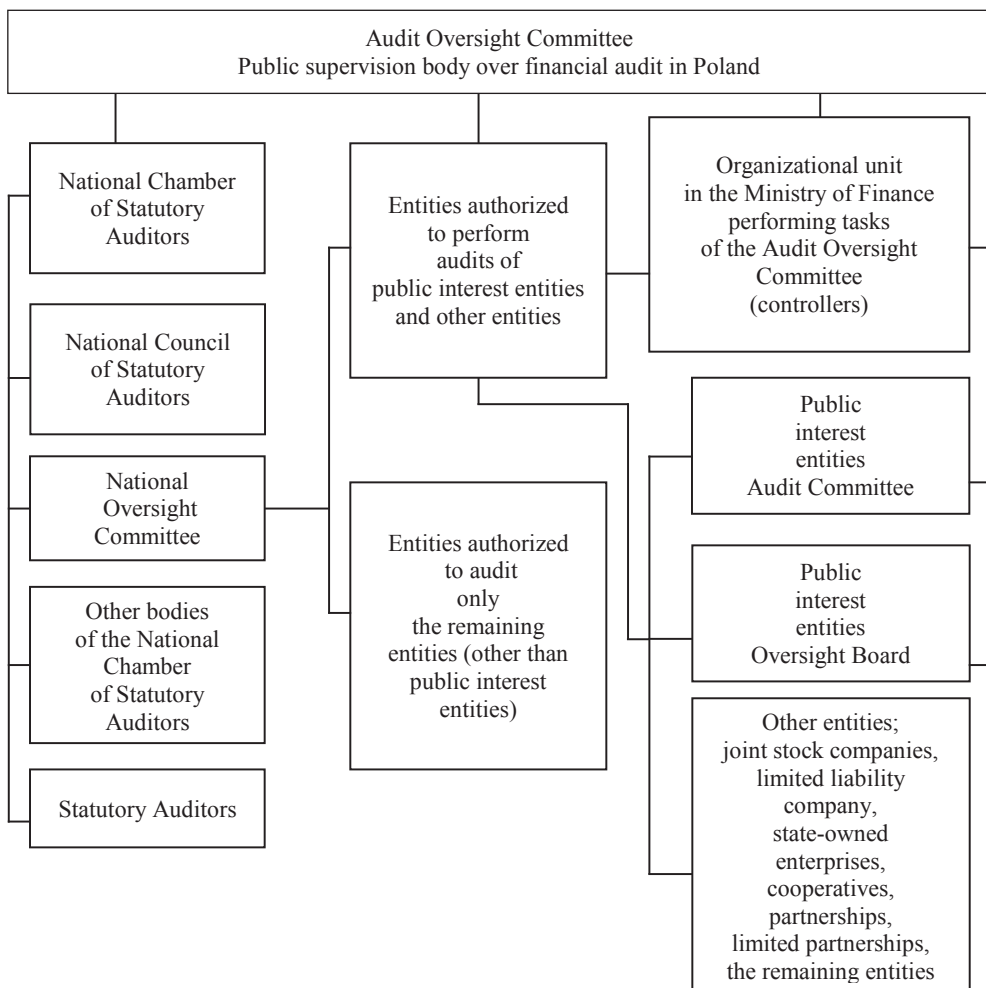 Audit Oversight Committee
Public supervision body over financial audit in Poland
National Chamber
of Statutory
Auditors
National Council
of Statutory
Auditors
National
Oversight
Committee
Other bodies
of the National
Chamber
of Statutory
Auditors
Statutory Auditors
Entities authorized
to perform
audits of
public interest entities
and other entities
Entities authorized
to audit
only
the remaining
entities (other than
public interest
entities)
Organizational unit
in the Ministry of Finance
performing tasks
of the Audit Oversight
Committee
(controllers)
Public
interest
entities
Audit Committee
Public
interest
entities
Oversight Board
Other entities;
joint stock companies,
limited liability
company,
state-owned
enterprises,
cooperatives,
partnerships,
limited partnerships,
the remaining entities